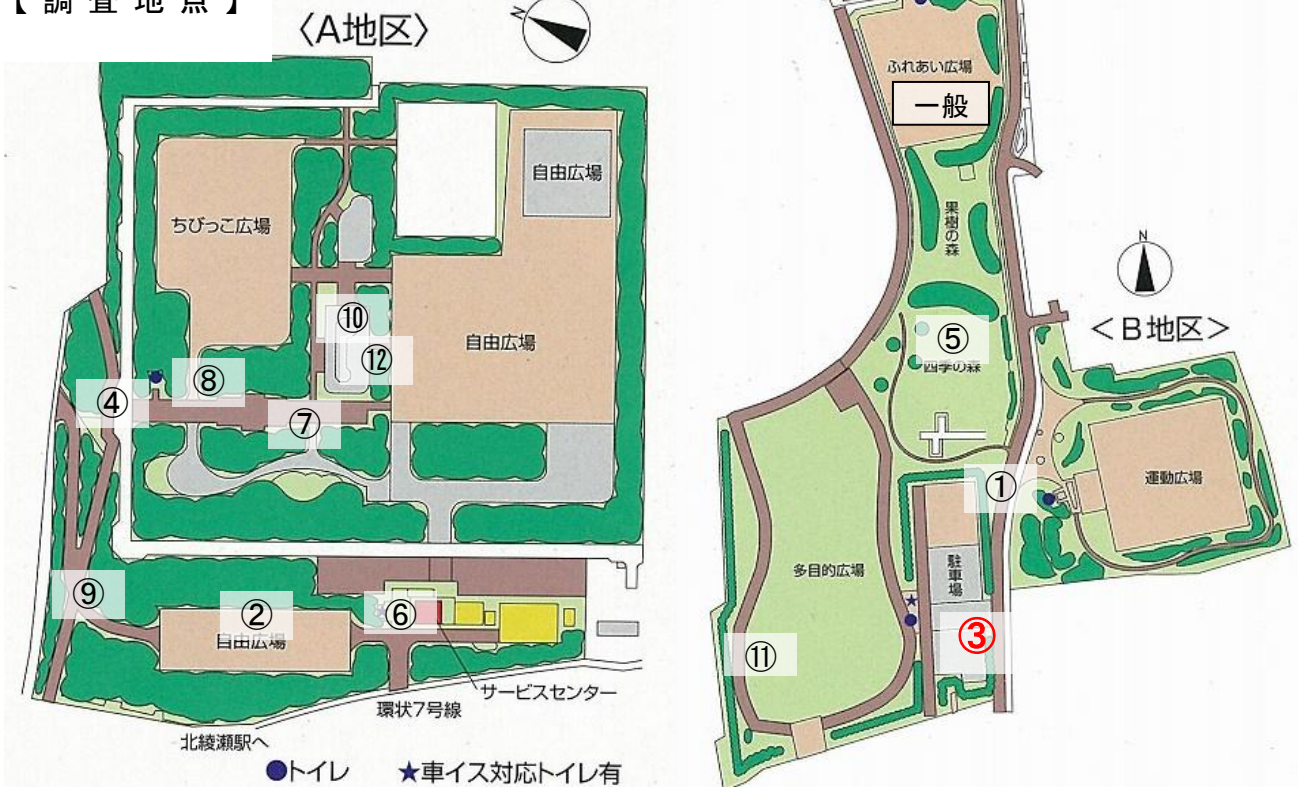 【調査地点】
〈A地区〉
N
自由広場
ちびっこ広場
自由広場
⑩
⑫
⑧
④
⑦
⑨
②
自由広場
⑥
サービスセンター
環状7号線
北綾瀬駅へ
●トイレ ★車イス対応トイレ有
ふれあい広場
一般
果樹の森
N
<B地区>
⑤
四季の森
①
運動広場
多目的広場
駐車場
③
⑪